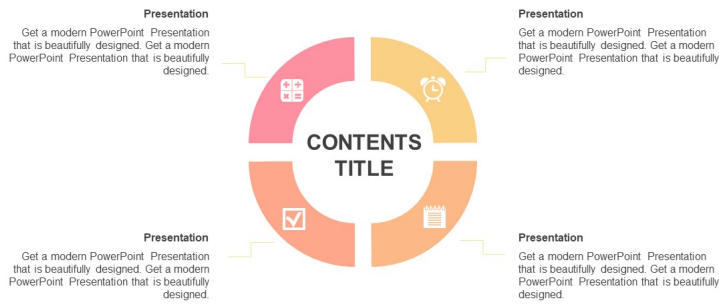 Presentation
Get a modern PowerPoint Presentation
that is beautifully designed. Get a modern
PowerPoint Presentation that is beautifully
designed.
Presentation
Get a modern PowerPoint Presentation
that is beautifully designed. Get a modern
PowerPoint Presentation that is beautifully
designed.
CONTENTS
TITLE
Presentation
Get a modern PowerPoint Presentation
that is beautifully designed. Get a modern
PowerPoint Presentation that is beautifully
designed.
Presentation
Get a modern PowerPoint Presentation
that is beautifully designed. Get a modern
PowerPoint Presentation that is beautifully
designed.